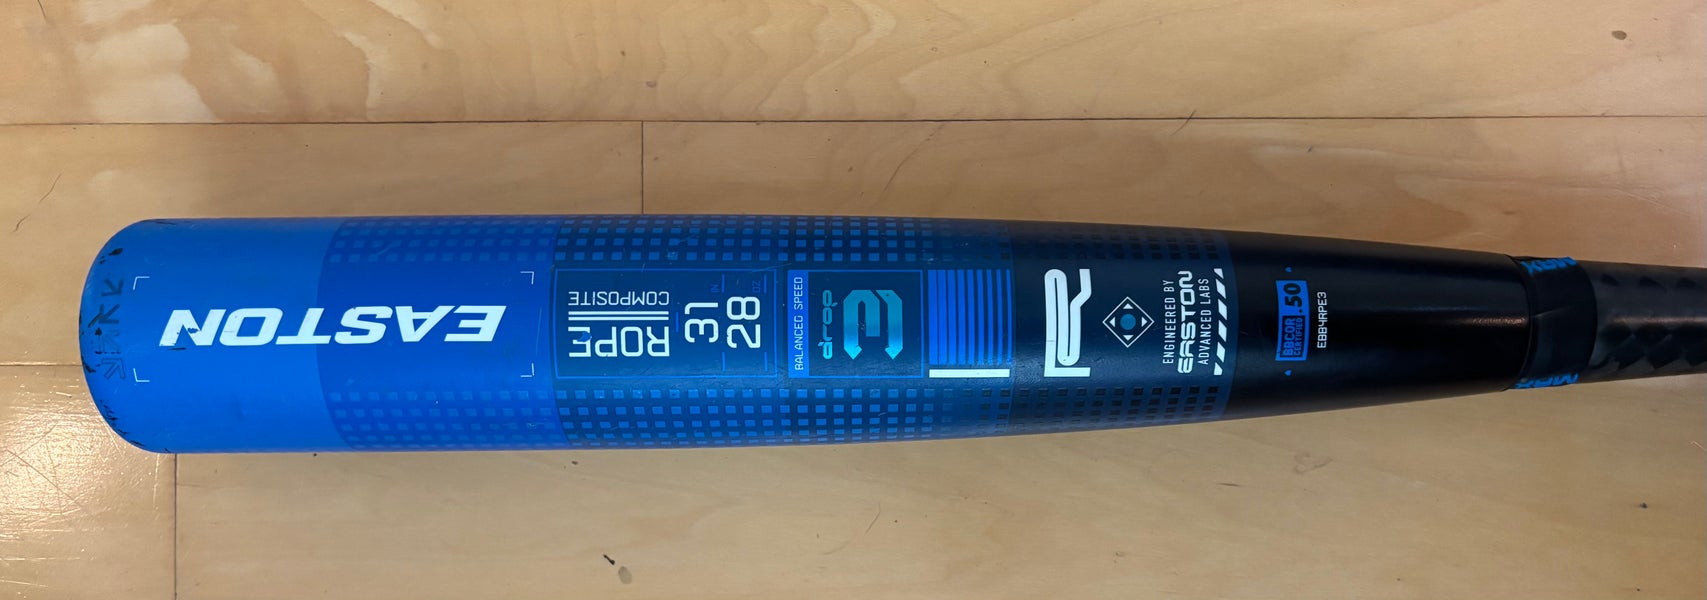 EASTON
ROPE
COMPOSITE
31 IN
28 OZ
BALANCED SPEED
drop
3
R
ENGINEERED BY
EASTON
ADVANCED LABS
BBCOR
CERTIFIED
.50
EBB4RPE3